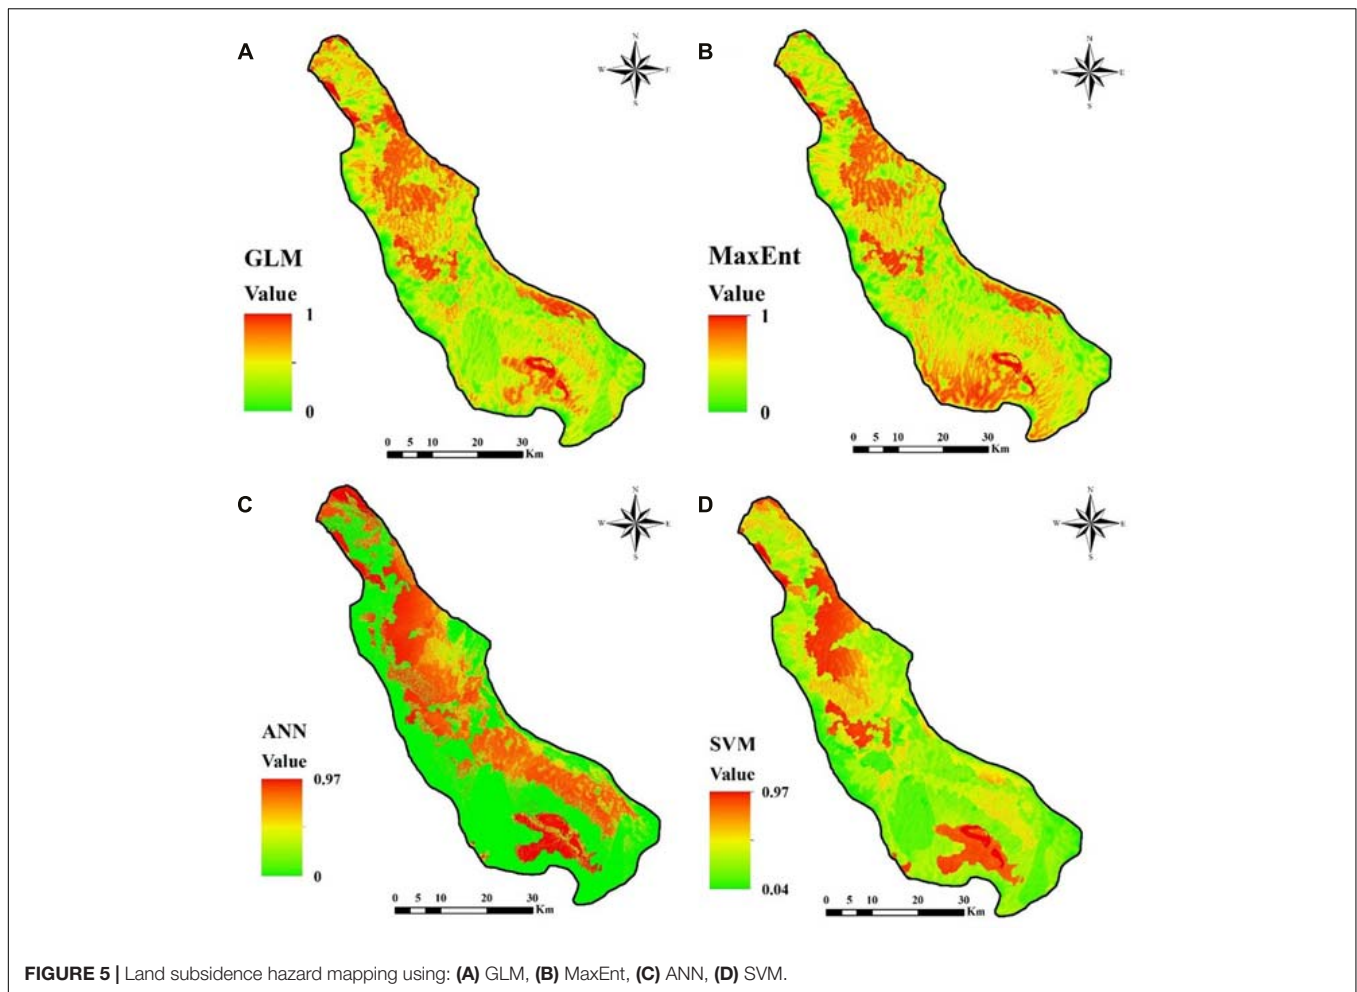 A
N
W
E
S
GLM
Value
1
0
0 5 10 20 30
Km
B
N
W
E
S
MaxEnt
Value
1
0
0 5 10 20 30
Km
C
N
W
E
S
ANN
Value
0.97
0
0 5 10 20 30
Km
D
N
W
E
S
SVM
Value
0.97
0.04
0 5 10 20 30
Km
FIGURE 5 | Land subsidence hazard mapping using: (A) GLM, (B) MaxEnt, (C) ANN, (D) SVM.